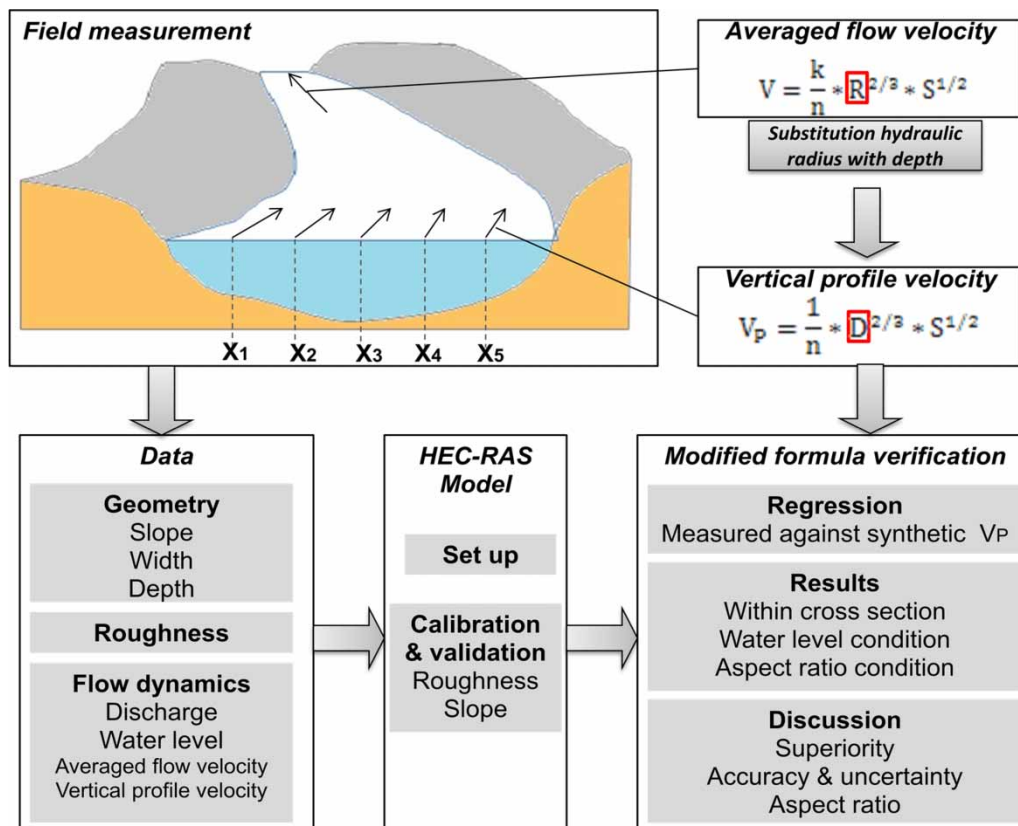 Field measurement
X1 X2 X3 X4 X5
Averaged flow velocity
V = k/n * R^2/3 * S^1/2
Substitution hydraulic
radius with depth
Vertical profile velocity
Vp = 1/n * D^2/3 * S^1/2
Data
Geometry
Slope
Width
Depth
Roughness
Flow dynamics
Discharge
Water level
Averaged flow velocity
Vertical profile velocity
HEC-RAS
Model
Set up
Calibration
& validation
Roughness
Slope
Modified formula verification
Regression
Measured against synthetic VP
Results
Within cross section
Water level condition
Aspect ratio condition
Discussion
Superiority
Accuracy & uncertainty
Aspect ratio